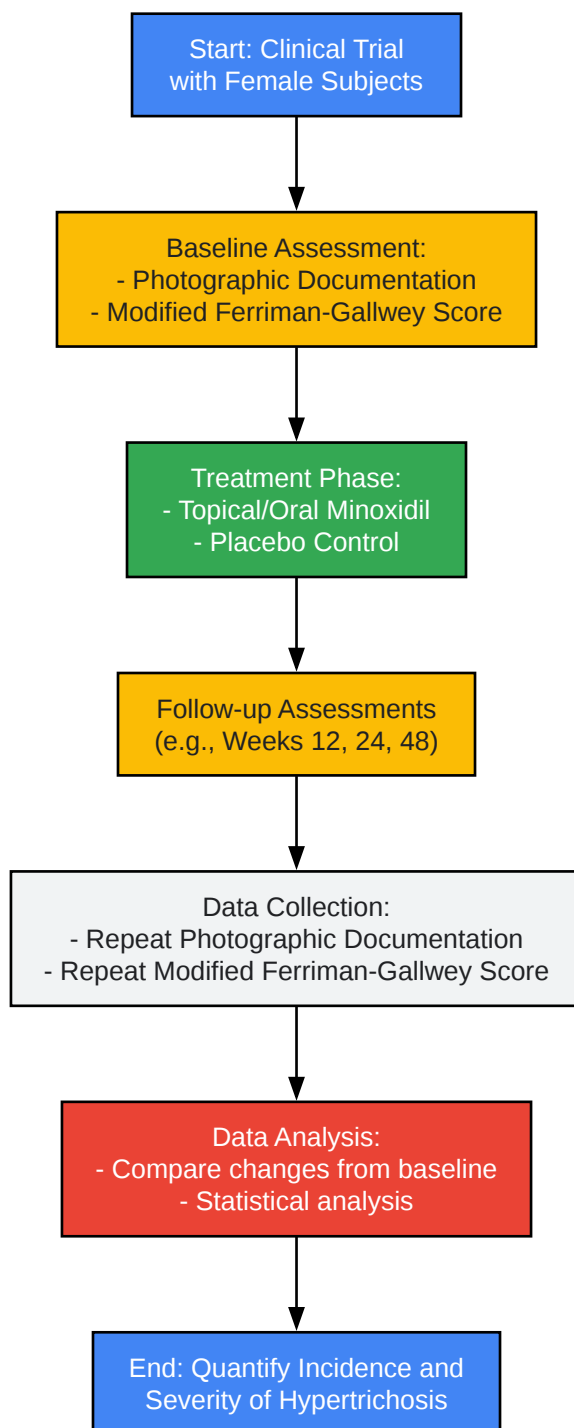 Start: Clinical Trial
with Female Subjects
Baseline Assessment:
- Photographic Documentation
- Modified Ferriman-Gallwey Score
Treatment Phase:
- Topical/Oral Minoxidil
- Placebo Control
Follow-up Assessments
(e.g., Weeks 12, 24, 48)
Data Collection:
- Repeat Photographic Documentation
- Repeat Modified Ferriman-Gallwey Score
Data Analysis:
- Compare changes from baseline
- Statistical analysis
End: Quantify Incidence and
Severity of Hypertrichosis